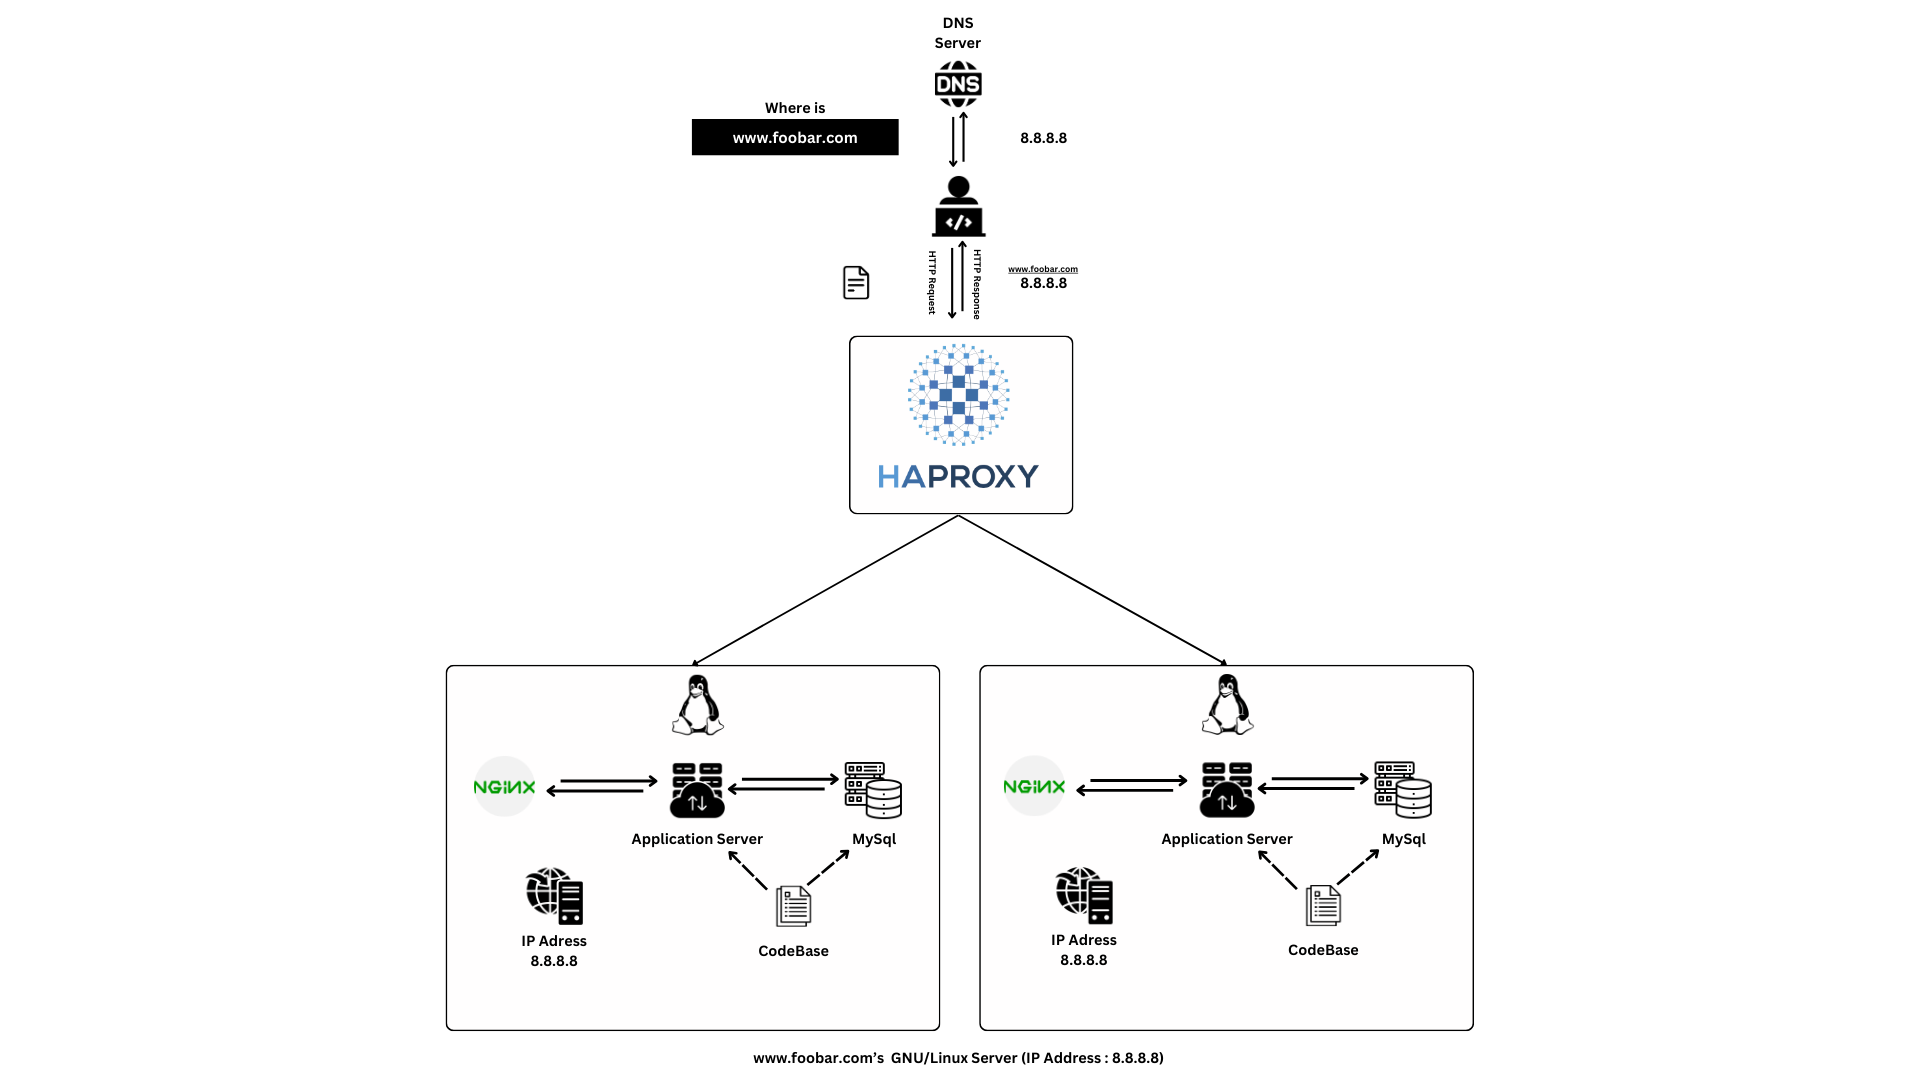 DNS
Server
DNS
Where is
www.foobar.com
8.8.8.8
</>
HTTP Request
HTTP Response
www.foobar.com
8.8.8.8
HAPROXY
NGINX
Application Server
MySql
IP Adress
8.8.8.8
CodeBase
NGINX
Application Server
MySql
IP Adress
8.8.8.8
CodeBase
www.foobar.com’s  GNU/Linux Server (IP Address : 8.8.8.8)